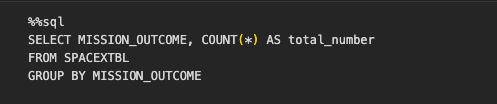 %%sql
SELECT MISSION_OUTCOME, COUNT(*) AS total_number
FROM SPACEXTBL
GROUP BY MISSION_OUTCOME